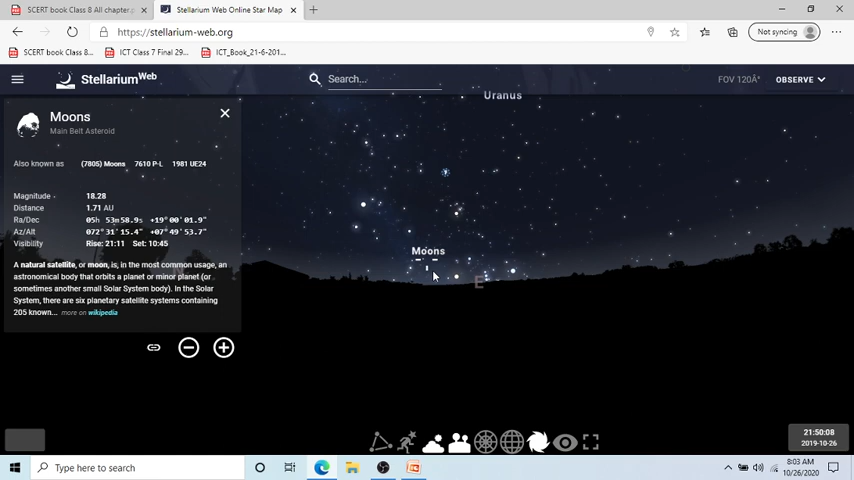 SCERT book Class 8 All chapter.p
Stellarium Web Online Star Map
https://stellarium-web.org
Not syncing
SCERT book Class 8...
ICT Class 7 Final 29...
ICT_Book_21-6-201...
StellariumWeb
Search...
FOV 120Â°
OBSERVE
Uranus
Moons
Main Belt Asteroid
Also known as (7805) Moons 7610 P-L 1981 UE24
Magnitude 18.28
Distance 1.71 AU
Ra/Dec 05h 53m58.9s +19°00'01.9"
Az/Alt 072°31'15.4" +07°49'53.7"
Visibility Rise: 21:11 Set: 10:45
A natural satellite, or moon, is, in the most common usage, an
astronomical body that orbits a planet or minor planet (or
sometimes another small Solar System body). In the Solar
System, there are six planetary satellite systems containing
205 known... more on wikipedia
Moons
E
21:50:08
2019-10-26
Type here to search
8:03 AM
10/26/2020